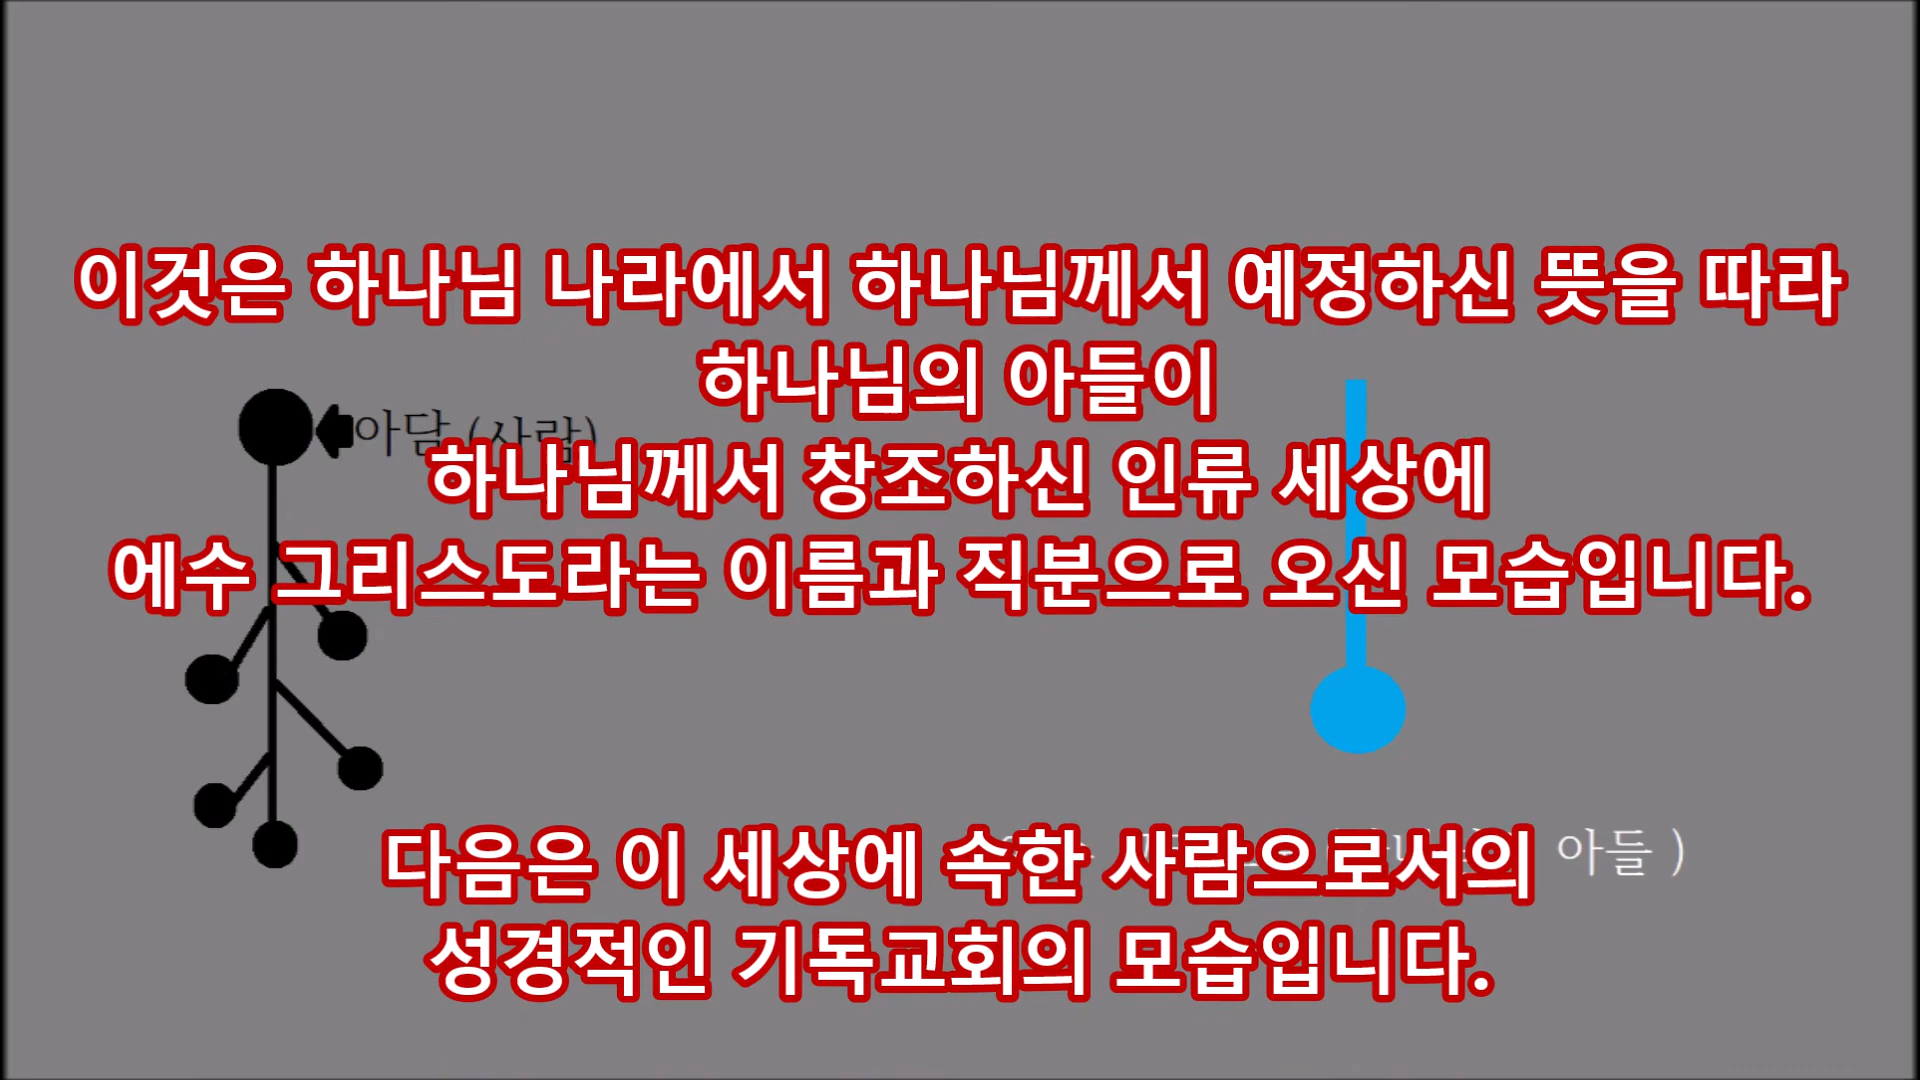 이것은 하나님 나라에서 하나님께서 예정하신 뜻을 따라
하나님의 아들이
아담 (사람)
하나님께서 창조하신 인류 세상에
에수 그리스도라는 이름과 직분으로 오신 모습입니다.
다음은 이 세상에 속한 사람으로서의
아들 )
성경적인 기독교회의 모습입니다.